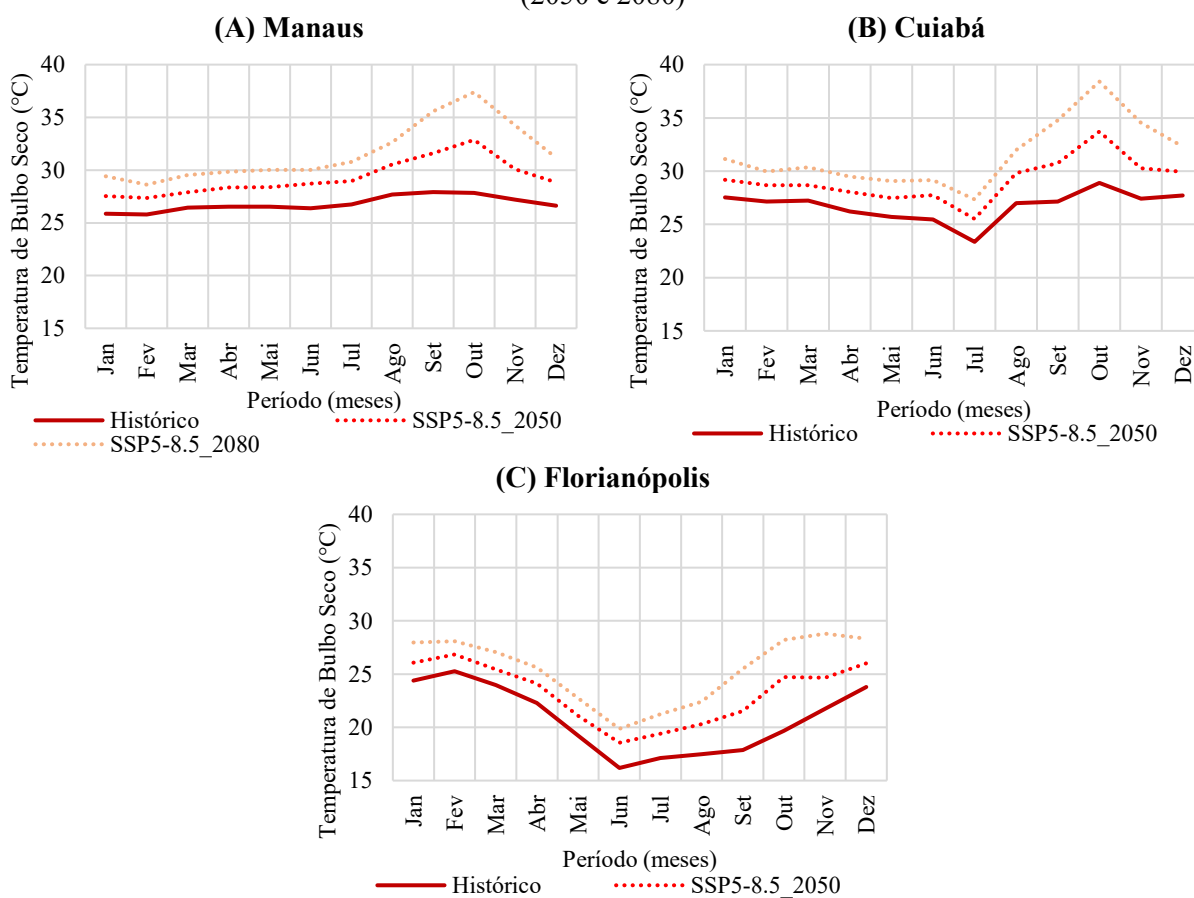 (2050 e 2080)
(A) Manaus
Temperatura de Bulbo Seco (°C)
40
35
30
25
20
15
Jan
Fev
Mar
Abr
Mai
Jun
Jul
Ago
Set
Out
Nov
Dez
Período (meses)
Histórico
SSP5-8.5_2050
SSP5-8.5_2080
(B) Cuiabá
Temperatura de Bulbo Seco (°C)
40
35
30
25
20
15
Jan
Fev
Mar
Abr
Mai
Jun
Jul
Ago
Set
Out
Nov
Dez
Período (meses)
Histórico
SSP5-8.5_2050
(C) Florianópolis
Temperatura de Bulbo Seco (°C)
40
35
30
25
20
15
Jan
Fev
Mar
Abr
Mai
Jun
Jul
Ago
Set
Out
Nov
Dez
Período (meses)
Histórico
SSP5-8.5_2050